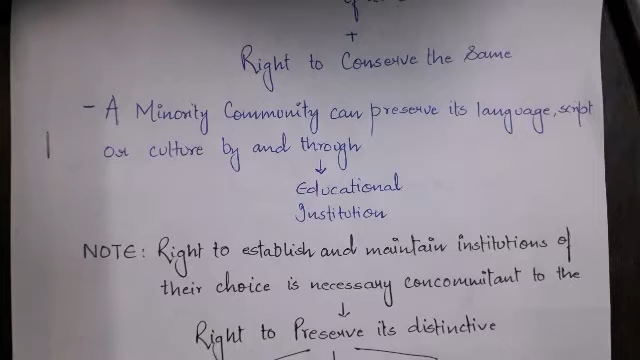 +
Right to Conserve the Same
- A Minority Community can preserve its language, script
or culture by and through
↓
Educational
Institution
NOTE: Right to establish and maintain institutions of
their choice is necessary concommitant to the
↓
Right to Preserve its distinctive